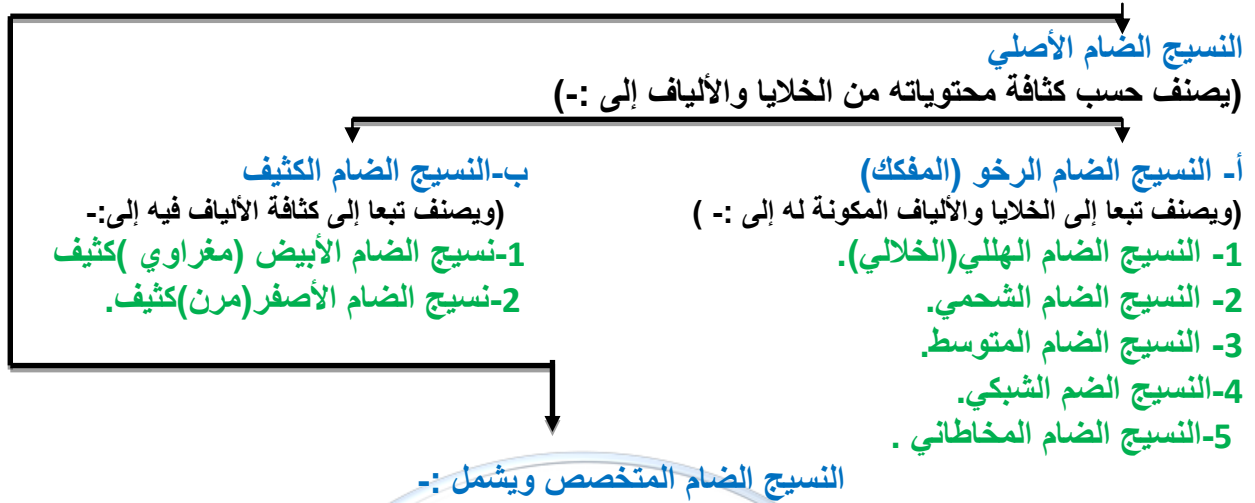 النسيج الضام الأصلي
(يصنف حسب كثافة محتوياته من الخلايا والألياف إلى :-)
أ- النسيج الضام الرخو (المفكك)
(ويصنف تبعا إلى الخلايا والألياف المكونة له إلى :- )
1- النسيج الضام الهللي(الخلالي).
2- النسيج الضام الشحمي.
3- النسيج الضام المتوسط.
4-النسيج الضم الشبكي.
5-النسيج الضام المخاطاني .
ب-النسيج الضام الكثيف
(ويصنف تبعا إلى كثافة الألياف فيه إلى:-
1-نسيج الضام الأبيض (مغراوي )كثيف
2-نسيج الضام الأصفر(مرن)كثيف.
النسيج الضام المتخصص ويشمل :-